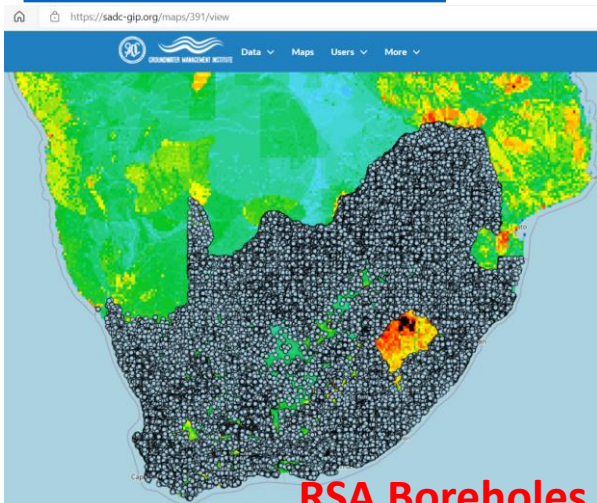 https://sadc-gip.org/maps/391/view
GROUNDWATER MANAGEMENT INSTITUTE
Data Maps Users More
RSA Boreholes